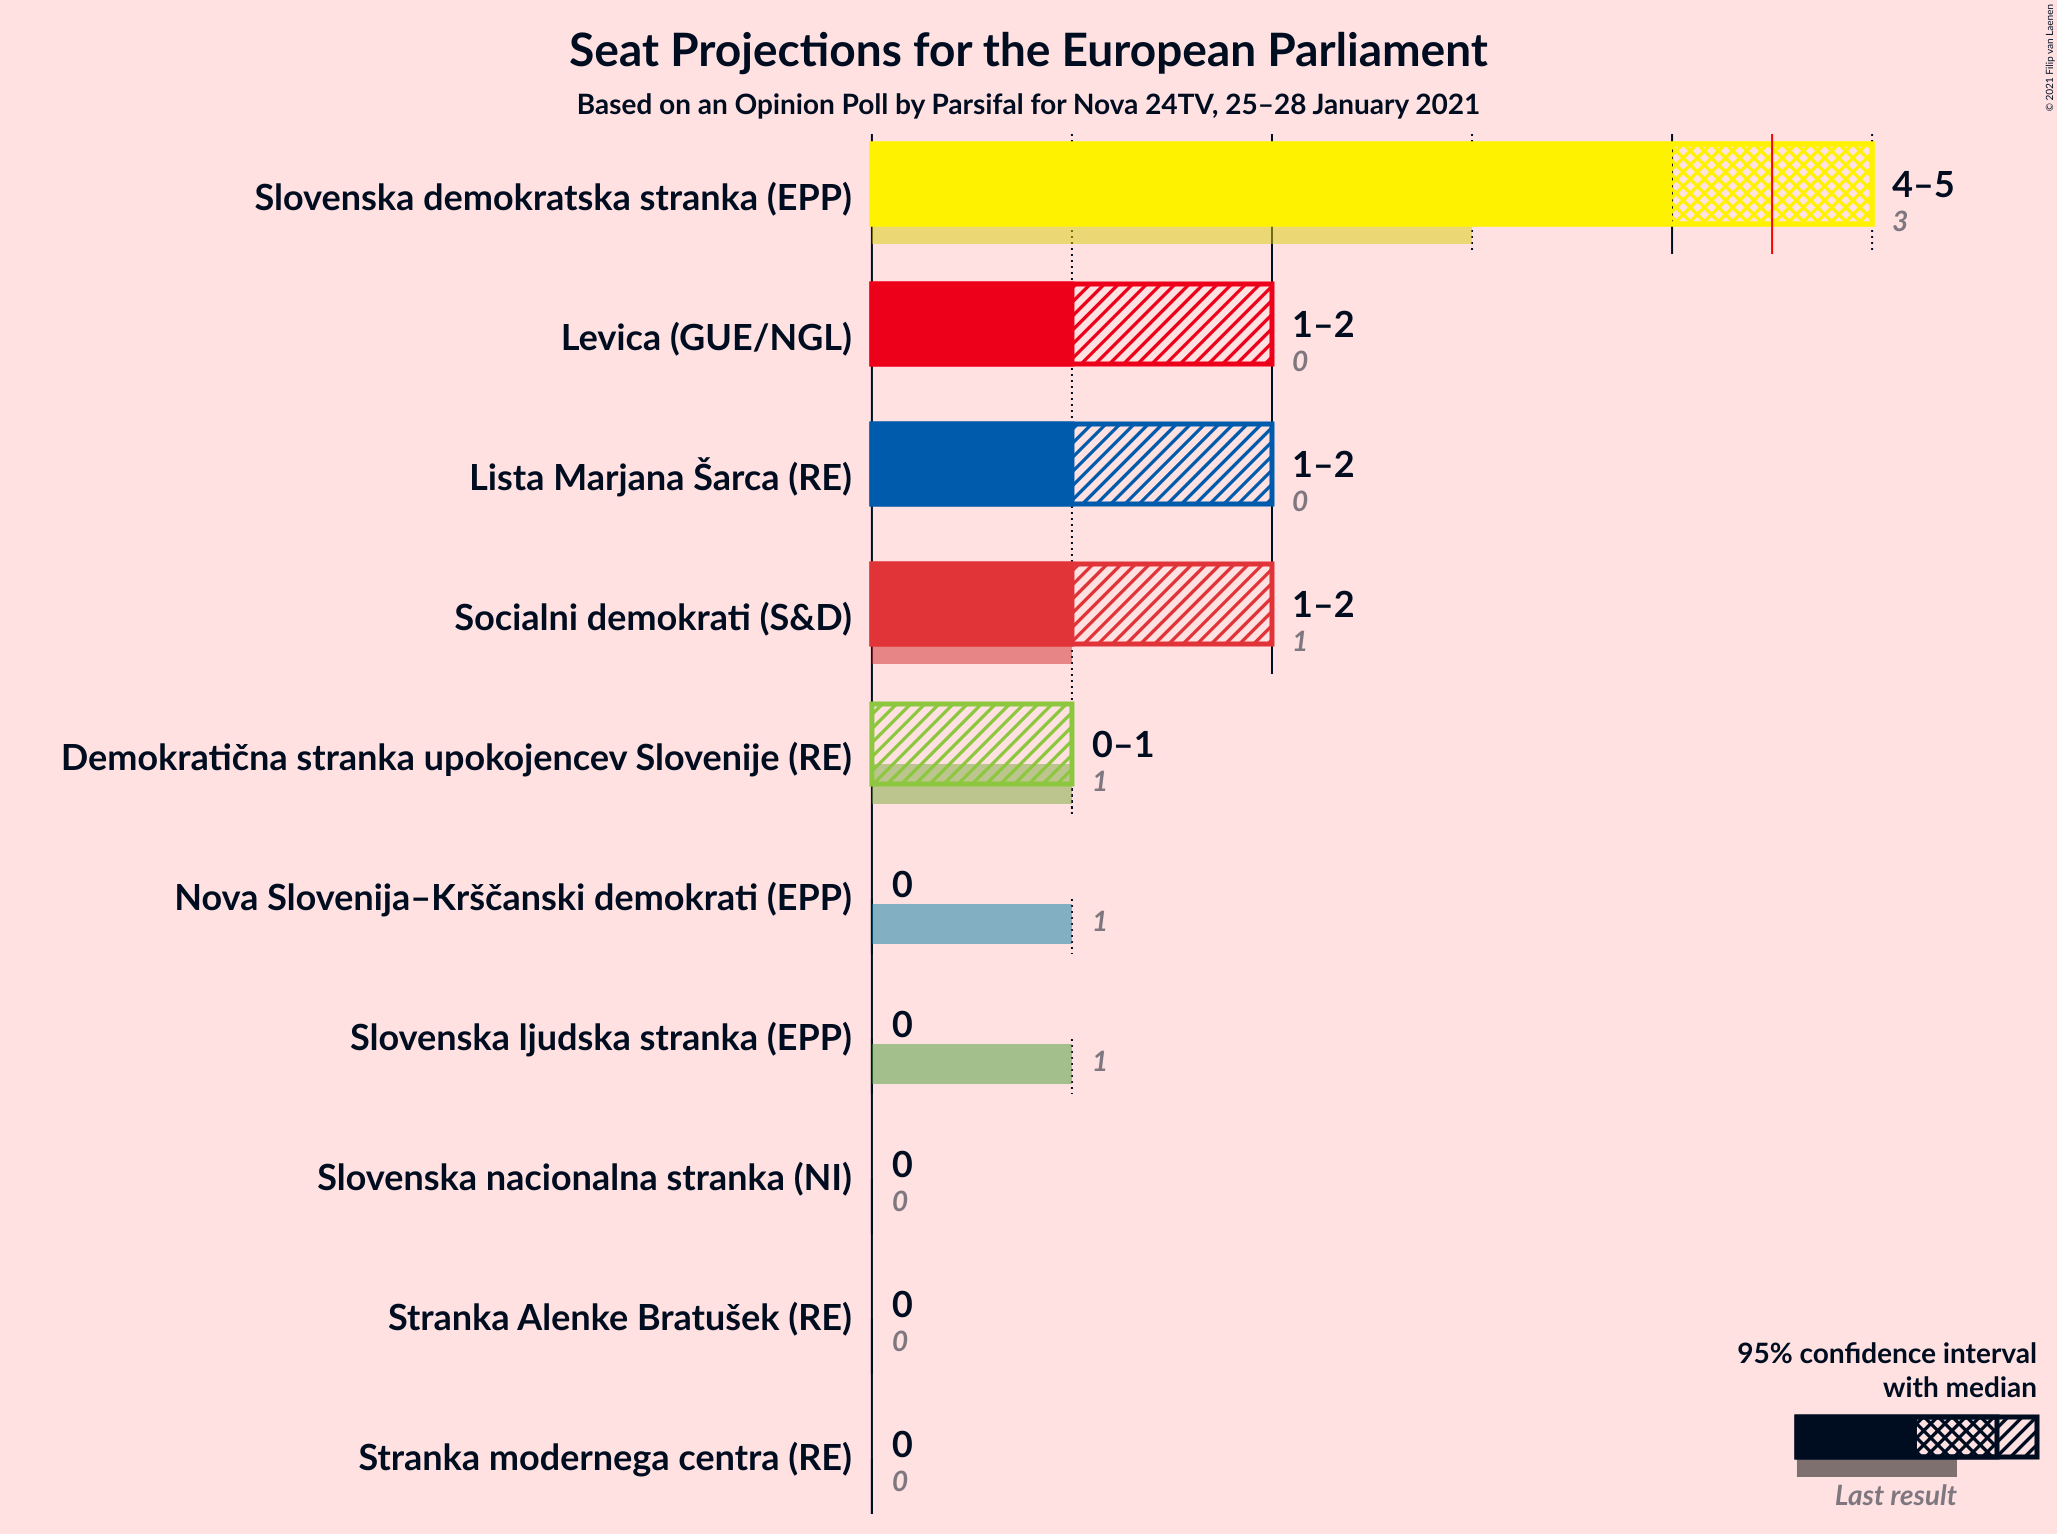 Seat Projections for the European Parliament
Based on an Opinion Poll by Parsifal for Nova 24TV, 25–28 January 2021
© 2021 Filip van Laenen
Slovenska demokratska stranka (EPP)
4–5
3
Levica (GUE/NGL)
1–2
0
Lista Marjana Šarca (RE)
1–2
0
Socialni demokrati (S&D)
1–2
1
Demokratična stranka upokojencev Slovenije (RE)
0–1
1
Nova Slovenija–Krščanski demokrati (EPP)
0
1
Slovenska ljudska stranka (EPP)
0
1
Slovenska nacionalna stranka (NI)
0
0
Stranka Alenke Bratušek (RE)
0
0
Stranka modernega centra (RE)
0
0
95% confidence interval
with median
Last result